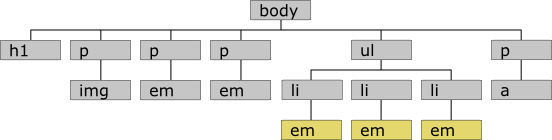 body
h1 p p p ul p
img em em li li li a
em em em